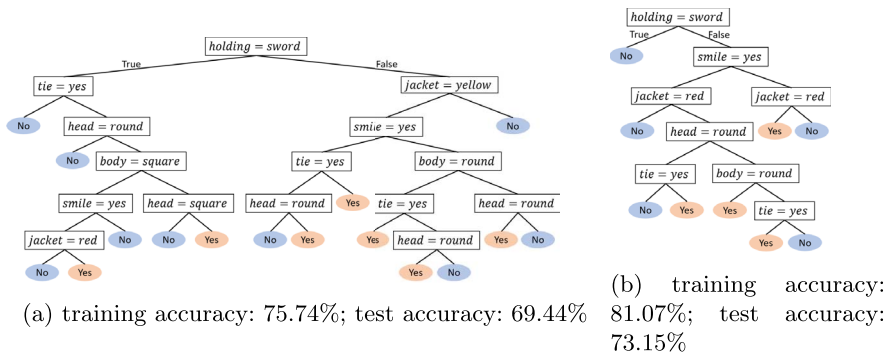 holding = sword
True
False
tie = yes
jacket = yellow
No
head = round
smile = yes
No
No
body = square
tie = yes
body = round
smile = yes
head = square
head = round
Yes
tie = yes
head = round
jacket = red
No
No
Yes
No
Yes
Yes
head = round
Yes
No
No
Yes
Yes
No
(a) training accuracy: 75.74%; test accuracy: 69.44%
holding = sword
True
False
No
smile = yes
jacket = red
jacket = red
No
head = round
Yes
No
tie = yes
body = round
No
Yes
Yes
tie = yes
Yes
No
(b) training accuracy:
81.07%; test accuracy:
73.15%